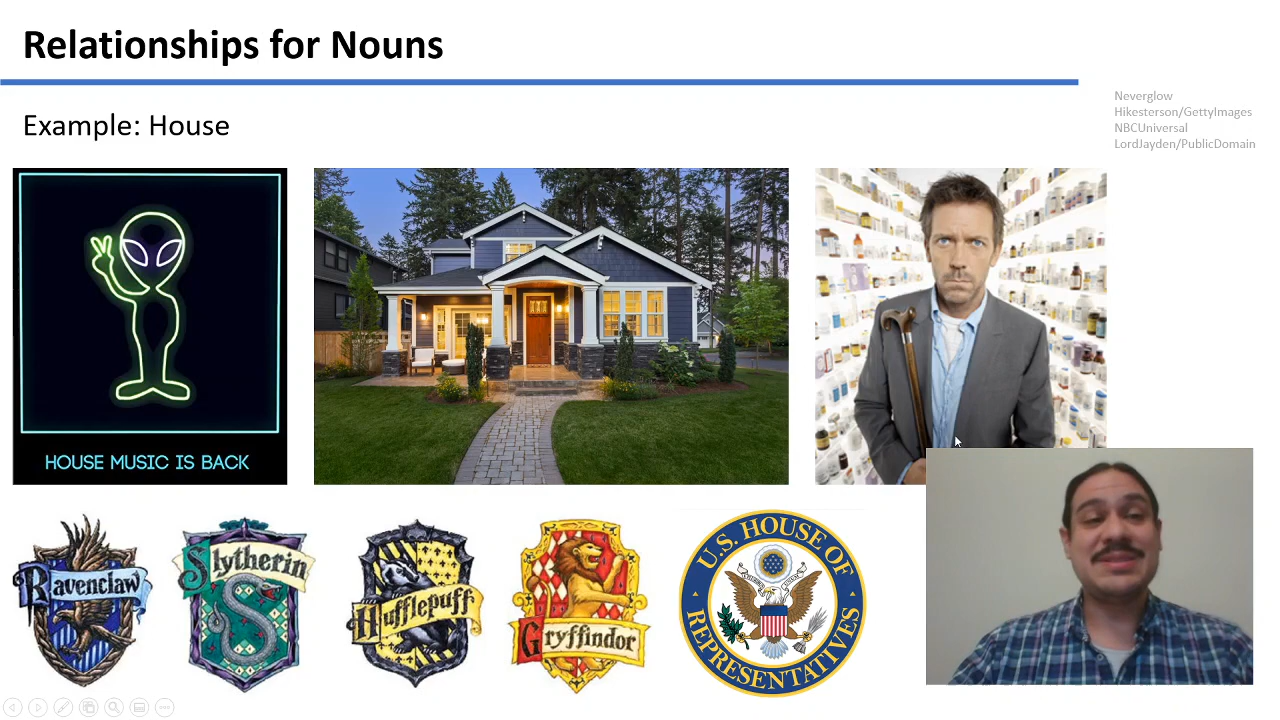 Relationships for Nouns
Neverglow
Hikesterson/GettyImages
NBCUniversal
LordJayden/PublicDomain
Example: House
HOUSE MUSIC IS BACK
Ravenclaw
Slytherin
Hufflepuff
Gryffindor
U.S. HOUSE OF
REPRESENTATIVES